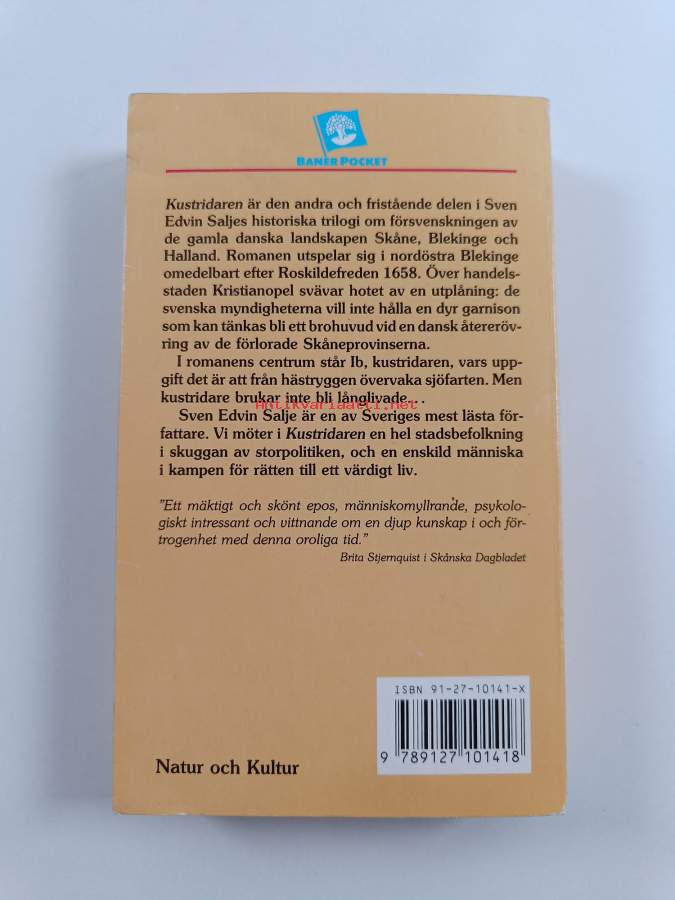 BANER POCKET
Kustridaren är den andra och fristående delen i Sven
Edvin Saljes historiska trilogi om försvenskningen av
de gamla danska landskapen Skåne, Blekinge och
Halland. Romanen utspelar sig i nordöstra Blekinge
omedelbart efter Roskildefreden 1658. Över handels-
staden Kristianopel svävar hotet av en utplåning: de
svenska myndigheterna vill inte hålla en dyr garnison
som kan tänkas bli ett brohuvud vid en dansk återeröv-
ring av de förlorade Skåneprovinserna.
I romanens centrum står Ib, kustridaren, vars upp-
gift det är att från hästryggen övervaka sjöfarten. Men
kustridare brukar inte bli långlivade...
Antikvariaatti.net
Sven Edvin Salje är en av Sveriges mest lästa för-
fattare. Vi möter i Kustridaren en hel stadsbefolkning
i skuggan av storpolitiken, och en enskild människa
i kampen för rätten till ett värdigt liv.
"Ett mäktigt och skönt epos, människomyllrande, psykolo-
giskt intressant och vittnande om en djup kunskap i och för-
trogenhet med denna oroliga tid."
Brita Stjernquist i Skånska Dagbladet
ISBN 91-27-10141-X
9 789127 101418
Natur och Kultur